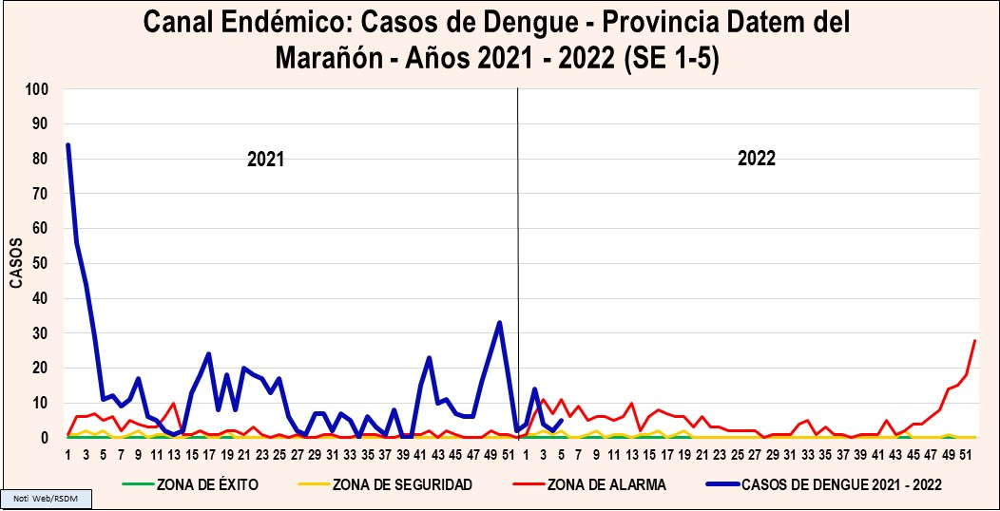 Canal Endémico: Casos de Dengue - Provincia Datem del
Marañón - Años 2021 - 2022 (SE 1-5)
100
90
80
70
60
50
40
30
20
10
0
CASOS
2021
2022
1 3 5 7 9 11 13 15 17 19 21 23 25 27 29 31 33 35 37 39 41 43 45 47 49 51 1 3 5 7 9 11 13 15 17 19 21 23 25 27 29 31 33 35 37 39 41 43 45 47 49 51
ZONA DE ÉXITO ZONA DE SEGURIDAD ZONA DE ALARMA CASOS DE DENGUE 2021 - 2022
Noti Web/RSDM